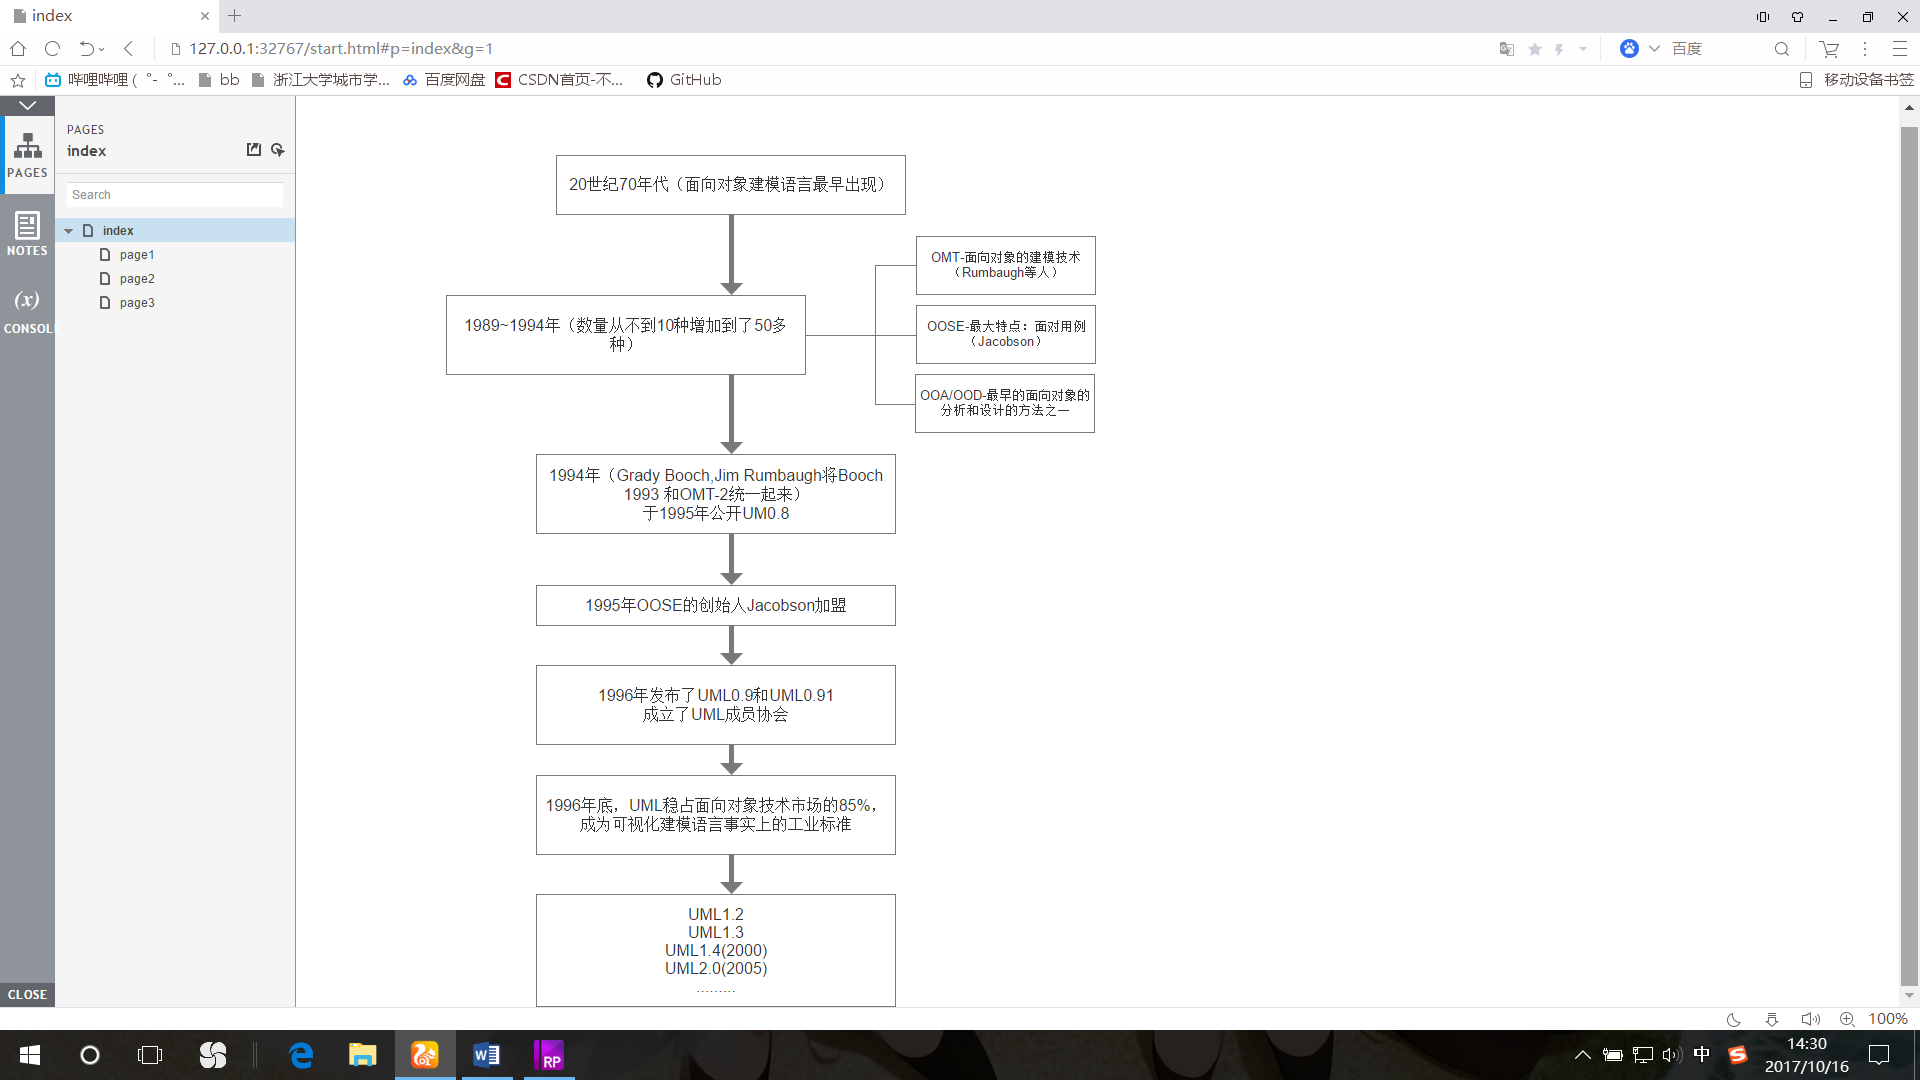 index
127.0.0.1:32767/start.html#p=index&g=1
百度
哔哩哔哩 ( ゜- ゜...
bb
浙江大学城市学...
百度网盘
CSDN首页-不...
GitHub
移动设备书签
PAGES
NOTES
(x)
CONSOLE
CLOSE
PAGES
index
Search
index
page1
page2
page3
20世纪70年代（面向对象建模语言最早出现）
1989~1994年（数量从不到10种增加到了50多
种）
OMT-面向对象的建模技术
（Rumbaugh等人）
OOSE-最大特点：面对用例
（Jacobson）
OOA/OOD-最早的面向对象的
分析和设计的方法之一
1994年（Grady Booch,Jim Rumbaugh将Booch
1993 和OMT-2统一起来）
于1995年公开UM0.8
1995年OOSE的创始人Jacobson加盟
1996年发布了UML0.9和UML0.91
成立了UML成员协会
1996年底，UML稳占面向对象技术市场的85%，
成为可视化建模语言事实上的工业标准
UML1.2
UML1.3
UML1.4(2000)
UML2.0(2005)
.........
100%
RP
中
14:30
2017/10/16